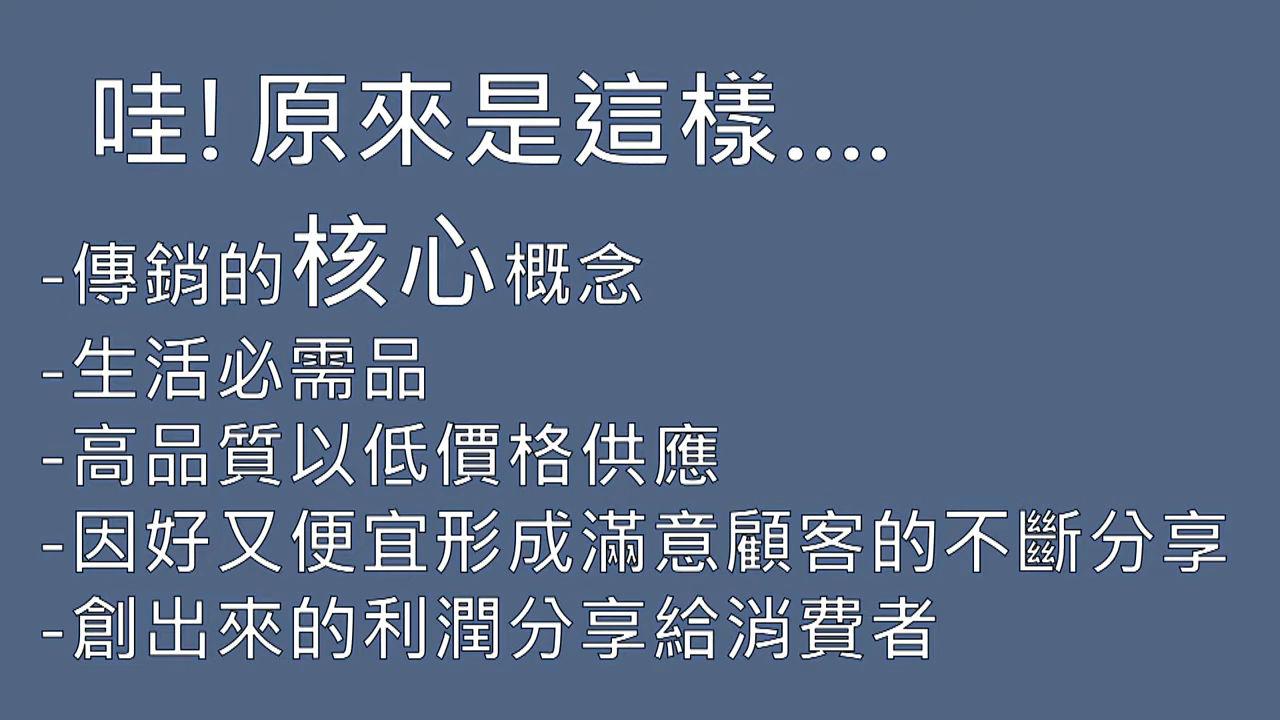 哇! 原來是這樣....
-傳銷的核心概念
-生活必需品
-高品質以低價格供應
-因好又便宜形成滿意顧客的不斷分享
-創出來的利潤分享給消費者